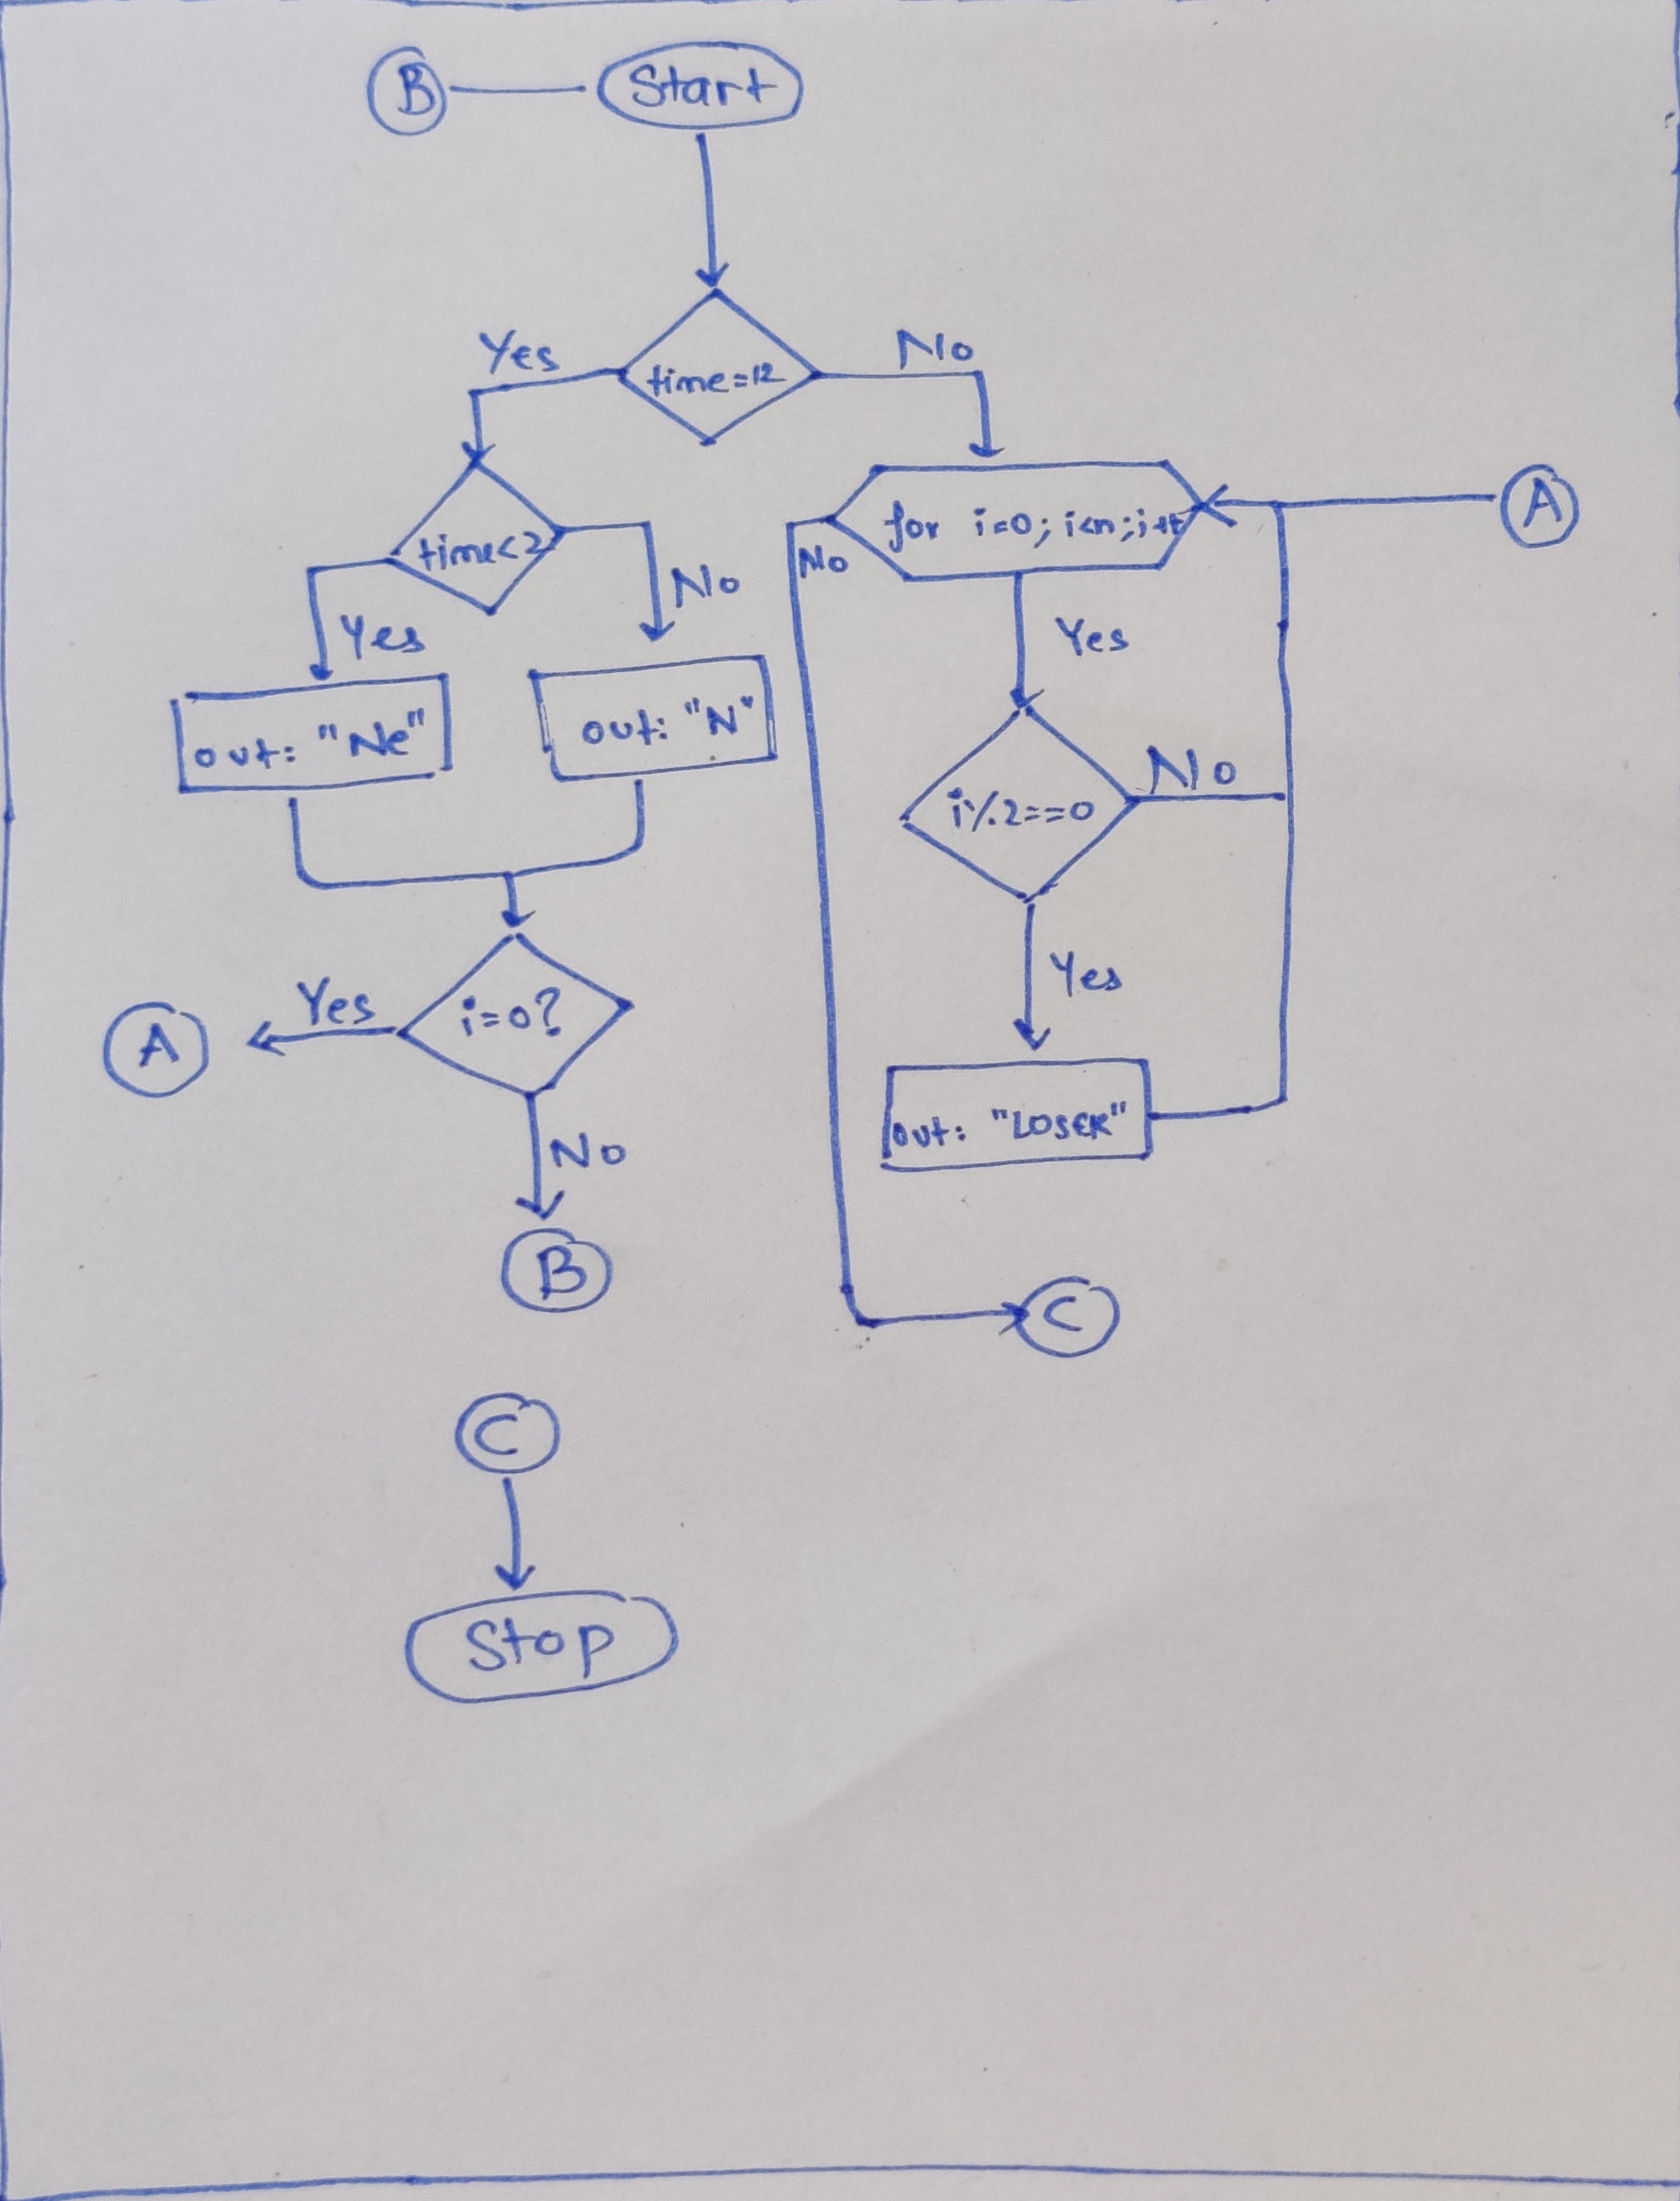 B Start
time=12
Yes
No
time<2
Yes
No
out: "Ne"
out: "N"
i=0?
Yes
A
No
B
for i=0; i<n; i++
A
No
Yes
i%2==0
No
Yes
out: "LOSER"
C
C
Stop